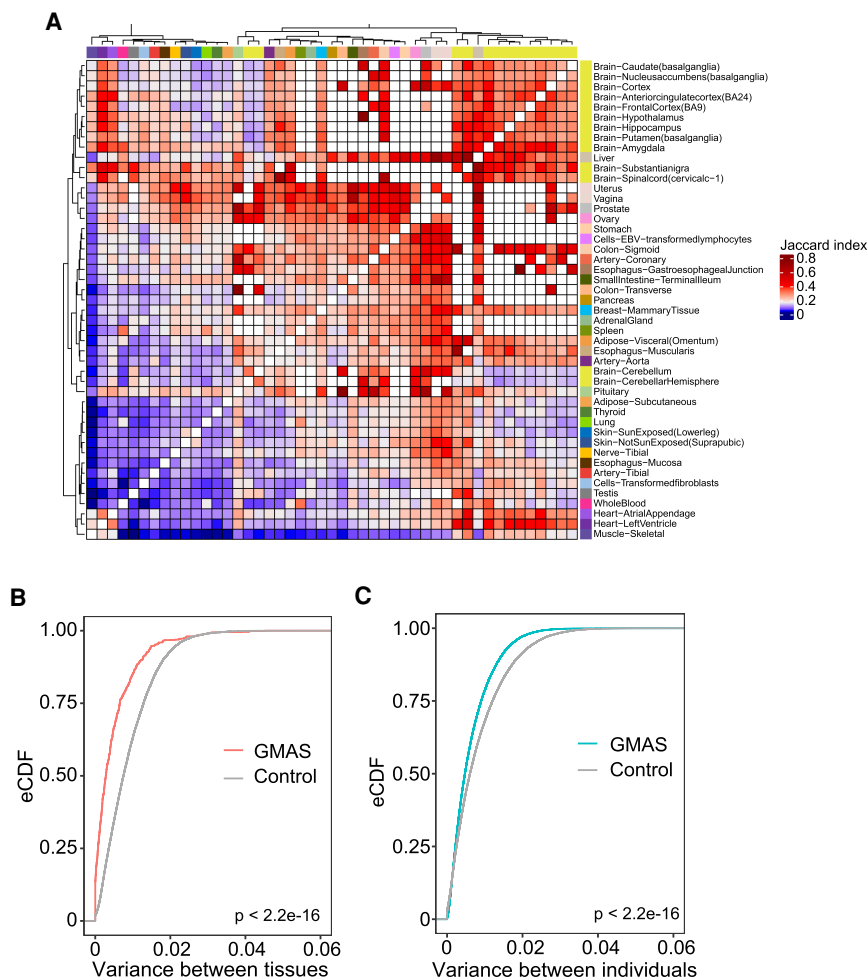 A
Brain-Caudate(basalganglia)
Brain-Nucleusaccumbens(basalganglia)
Brain-Cortex
Brain-Anteriorcingulatecortex(BA24)
Brain-FrontalCortex(BA9)
Brain-Hypothalamus
Brain-Hippocampus
Brain-Putamen(basalganglia)
Brain-Amygdala
Liver
Brain-Substantianigra
Brain-Spinalcord(cervicalc-1)
Uterus
Vagina
Prostate
Ovary
Stomach
Cells-EBV-transformedlymphocytes
Colon-Sigmoid
Artery-Coronary
Esophagus-GastroesophagealJunction
SmallIntestine-TerminalIleum
Colon-Transverse
Pancreas
Breast-MammaryTissue
AdrenalGland
Spleen
Adipose-Visceral(Omentum)
Esophagus-Muscularis
Artery-Aorta
Brain-Cerebellum
Brain-CerebellarHemisphere
Pituitary
Adipose-Subcutaneous
Thyroid
Lung
Skin-SunExposed(Lowerleg)
Skin-NotSunExposed(Suprapubic)
Nerve-Tibial
Esophagus-Mucosa
Artery-Tibial
Cells-Transformedfibroblasts
Testis
WholeBlood
Heart-AtrialAppendage
Heart-LeftVentricle
Muscle-Skeletal
Jaccard index
0.8
0.6
0.4
0.2
0
B
1.00
0.75
0.50
0.25
0
eCDF
GMAS
Control
p < 2.2e-16
0 0.02 0.04 0.06
Variance between tissues
C
1.00
0.75
0.50
0.25
0
eCDF
GMAS
Control
p < 2.2e-16
0 0.02 0.04 0.06
Variance between individuals